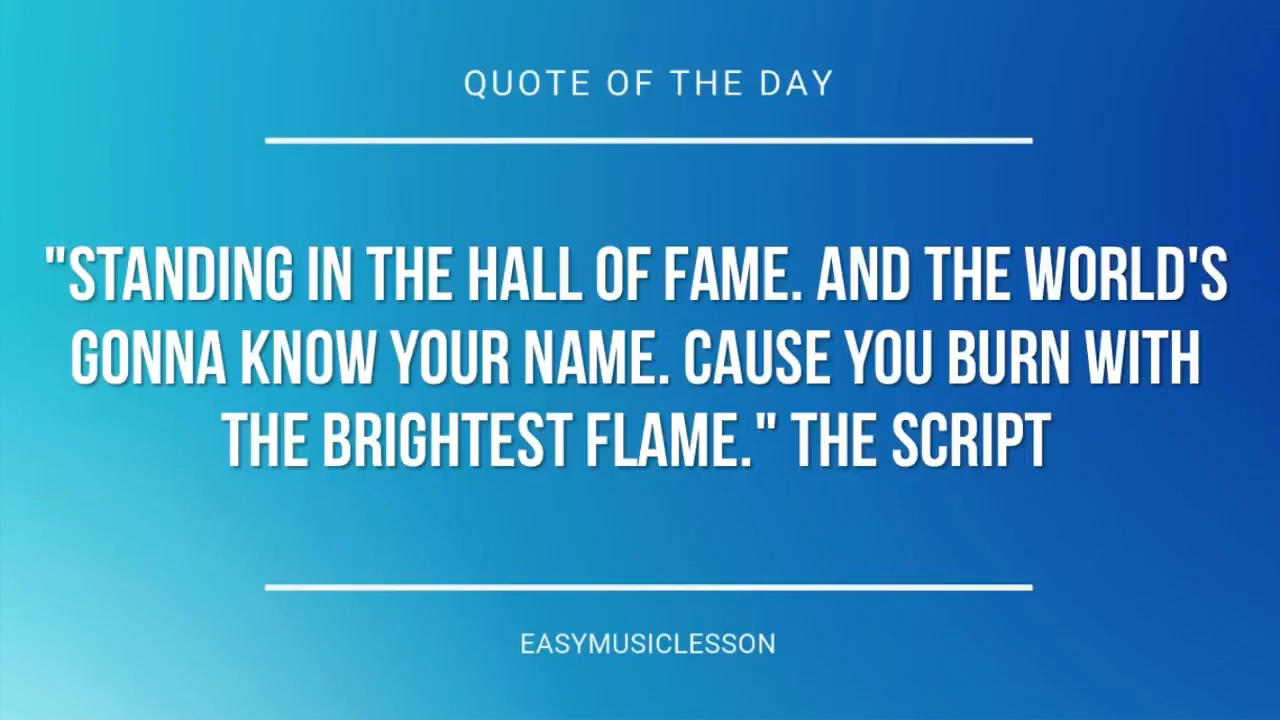 QUOTE OF THE DAY
"STANDING IN THE HALL OF FAME. AND THE WORLD'S
GONNA KNOW YOUR NAME. CAUSE YOU BURN WITH
THE BRIGHTEST FLAME." THE SCRIPT
EASYMUSICLESSON